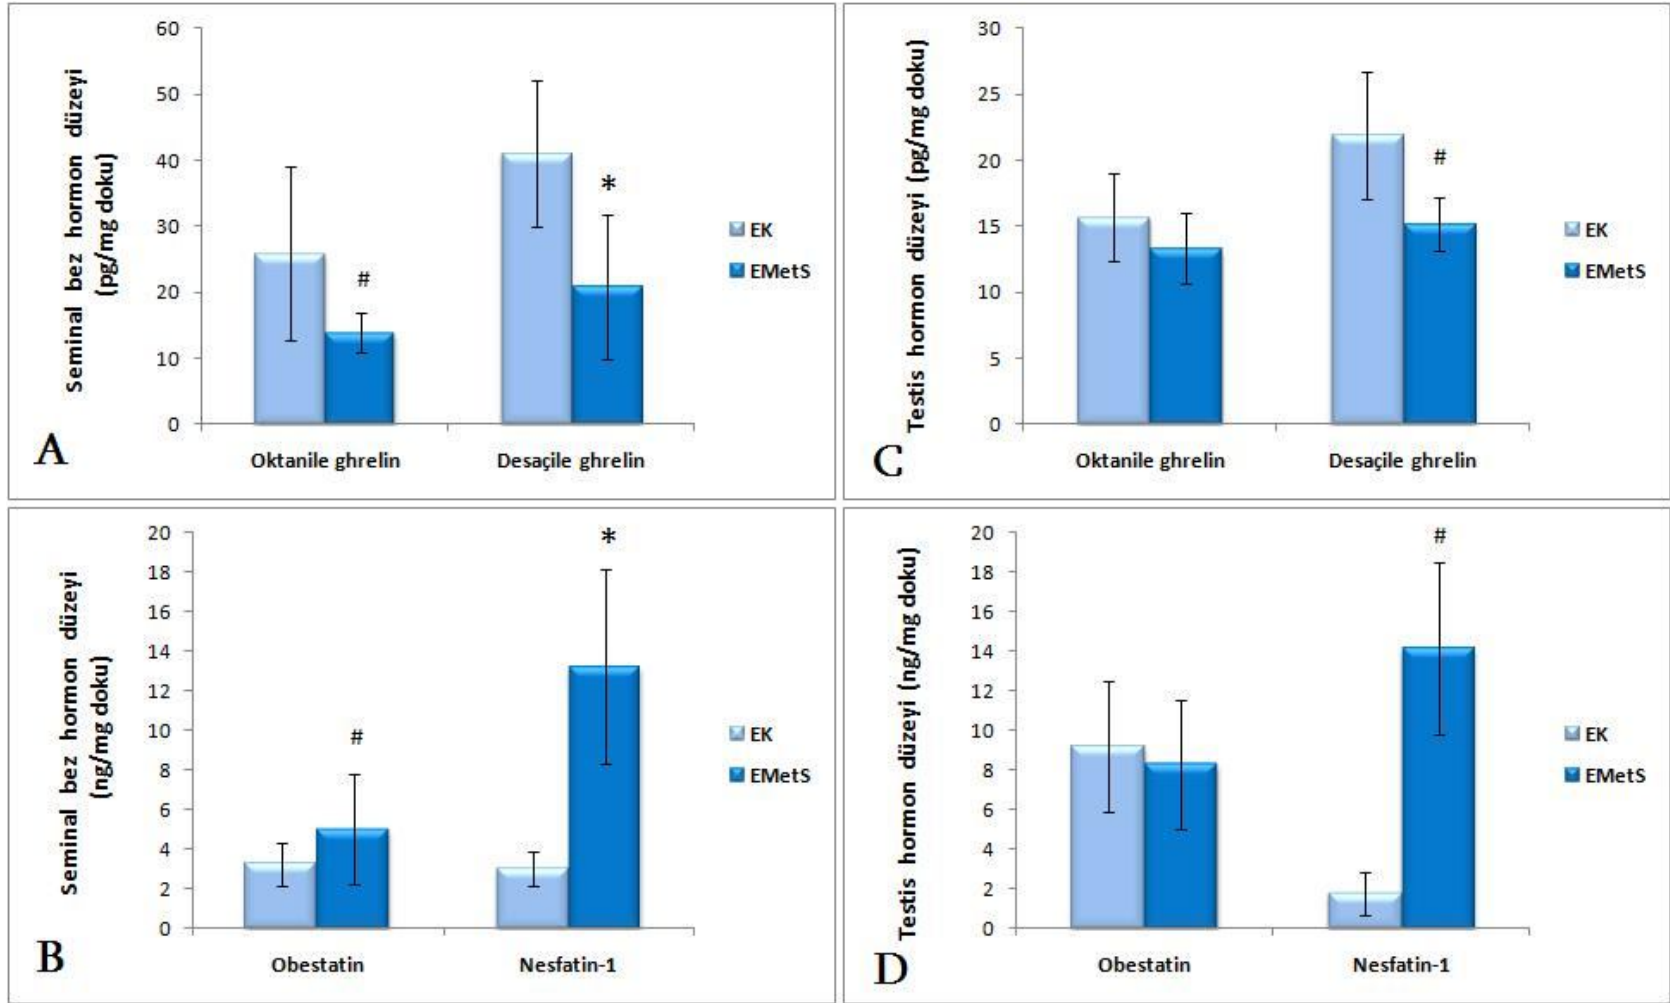 Seminal bez hormon düzeyi
(pg/mg doku)
60
50
40
30
20
10
0
#
*
EK
EMetS
Oktanile ghrelin
Desaçile ghrelin
A
Testis hormon düzeyi (pg/mg doku)
30
25
20
15
10
5
0
#
EK
EMetS
Oktanile ghrelin
Desaçile ghrelin
C
Seminal bez hormon düzeyi
(ng/mg doku)
20
18
16
14
12
10
8
6
4
2
0
#
*
EK
EMetS
Obestatin
Nesfatin-1
B
Testis hormon düzeyi (ng/mg doku)
20
18
16
14
12
10
8
6
4
2
0
#
EK
EMetS
Obestatin
Nesfatin-1
D